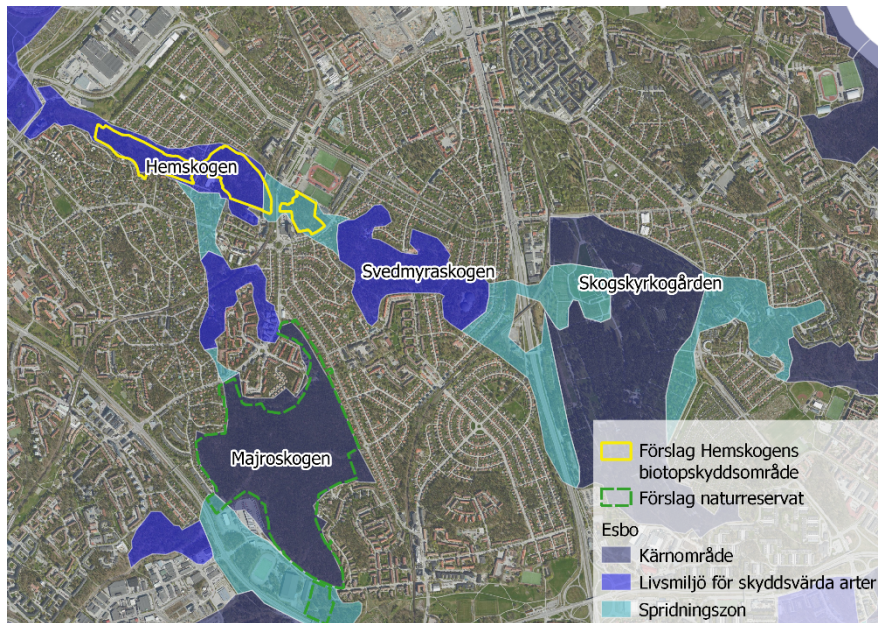 Hemskogen
Svedmyraskogen
Skogskyrkogården
Majroskogen
Förslag Hemskogens
biotopskyddsområde
Förslag naturreservat
Esbo
Kärnområde
Livsmiljö för skyddsvärda arter
Spridningszon